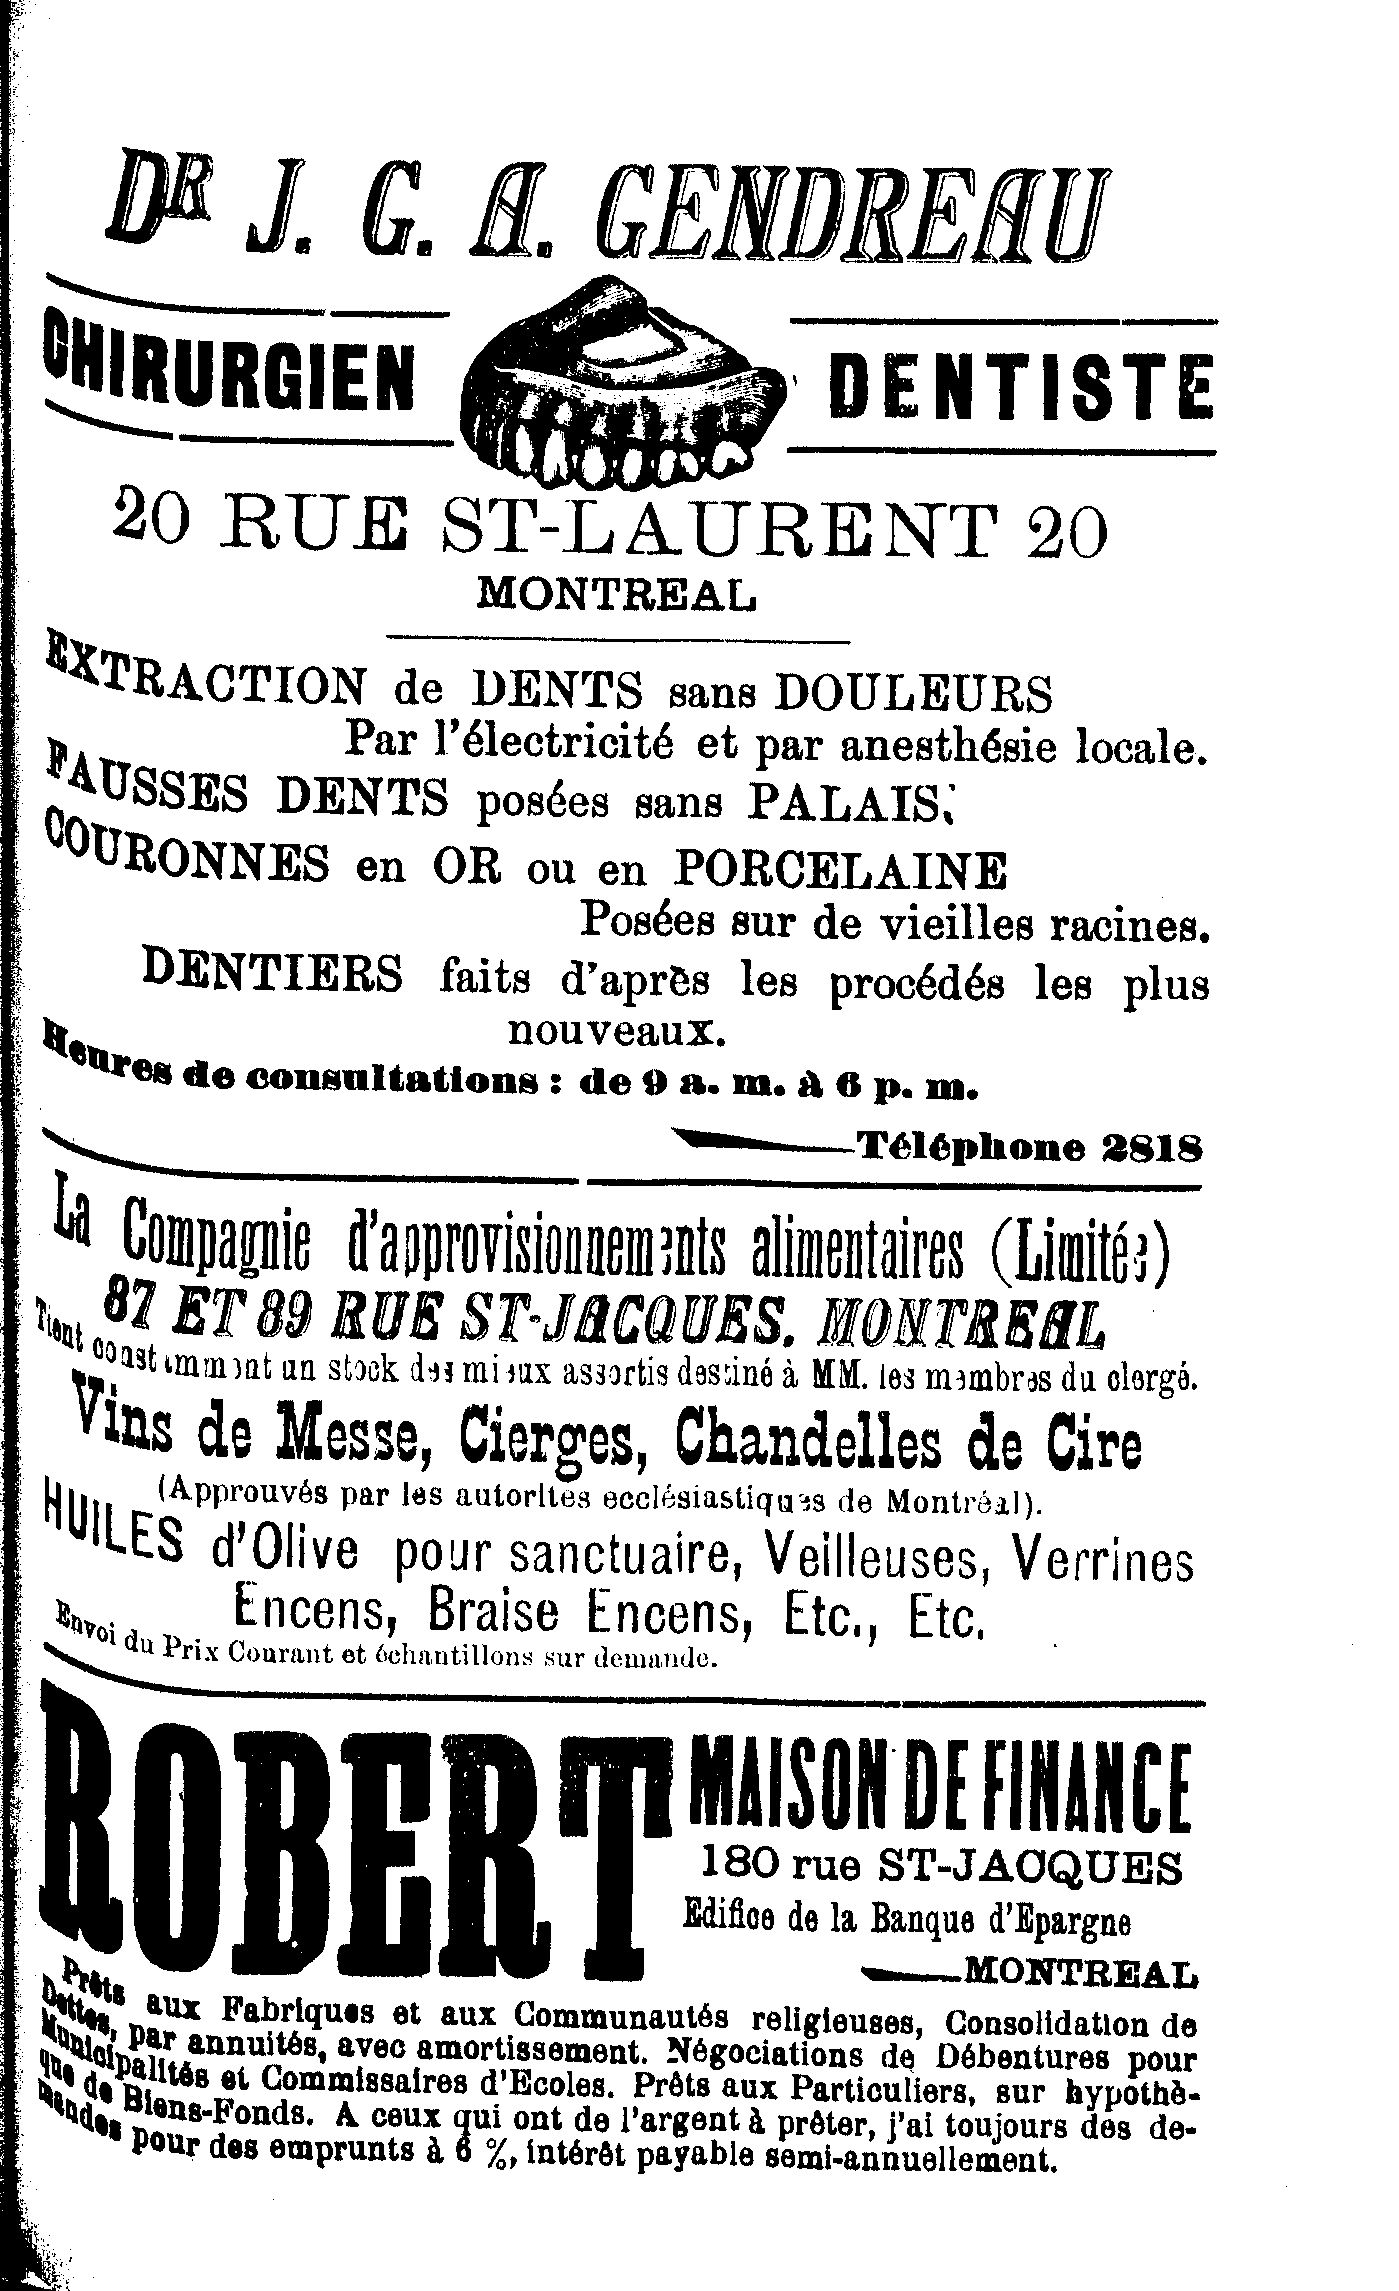 DR J. G. A. GENDREAU
CHIRURGIEN DENTISTE
20 RUE ST-LAURENT 20
MONTREAL
EXTRACTION de DENTS sans DOULEURS
Par l'électricité et par anesthésie locale.
FAUSSES DENTS posées sans PALAIS.
COURONNES en OR ou en PORCELAINE
Posées sur de vieilles racines.
DENTIERS faits d'après les procédés les plus
nouveaux.
Heures de consultations : de 9 a. m. à 6 p. m.
Téléphone 2818
La Compagnie d'approvisionnements alimentaires (Limitée)
87 ET 89 RUE ST-JACQUES. MONTREAL
Tient constamment un stock des mieux assortis destiné à MM. les membres du clergé.
Vins de Messe, Cierges, Chandelles de Cire
(Approuvés par les autorités ecclésiastiques de Montréal).
HUILES d'Olive pour sanctuaire, Veilleuses, Verrines
Encens, Braise Encens, Etc., Etc.
Envoi du Prix Courant et échantillons sur demande.
ROBERT MAISON DE FINANCE
180 rue ST-JACQUES
Edifice de la Banque d'Epargne
MONTREAL
Prêts aux Fabriques et aux Communautés religieuses, Consolidation de
Dettes, par annuités, avec amortissement. Négociations de Débentures pour
Municipalités et Commissaires d'Ecoles. Prêts aux Particuliers, sur hypothè-
que de Biens-Fonds. A ceux qui ont de l'argent à prêter, j'ai toujours des de-
mandes pour des emprunts à 6 %, intérêt payable semi-annuellement.